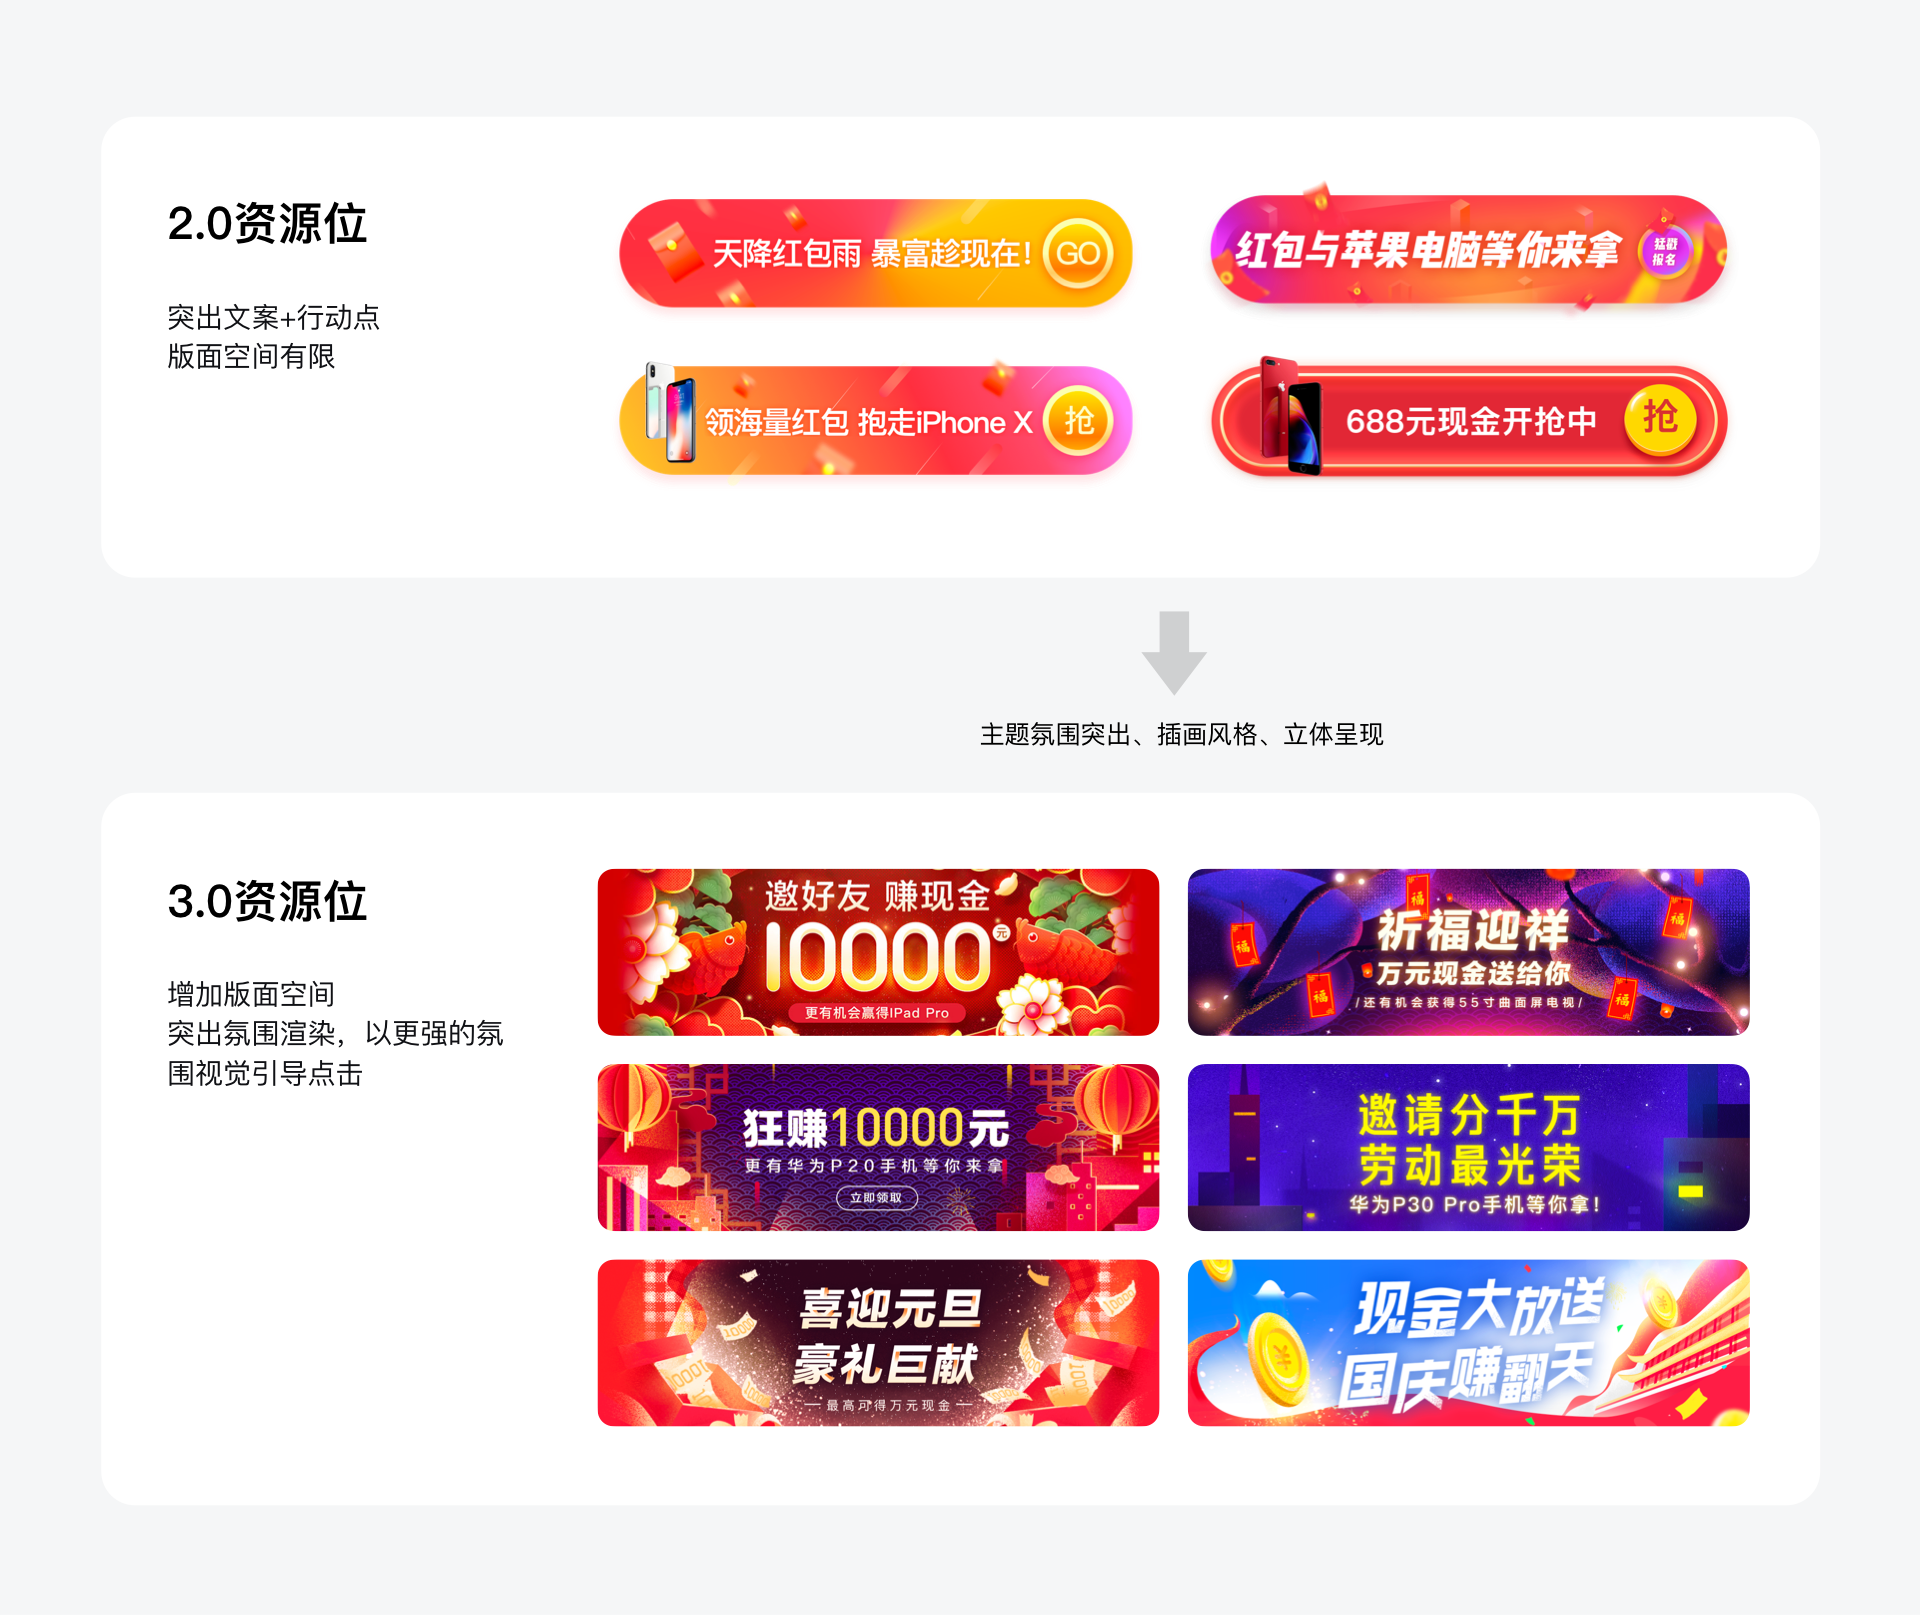 2.0资源位
突出文案+行动点
版面空间有限
天降红包雨 暴富趁现在！
GO
红包与苹果电脑等你来拿
猛戳
报名
领海量红包 抱走iPhone X
抢
688元现金开抢中
抢
主题氛围突出、插画风格、立体呈现
3.0资源位
增加版面空间
突出氛围渲染，以更强的氛
围视觉引导点击
邀好友 赚现金
10000元
更有机会赢得IPad Pro
福
福
福
福
福
祈福迎祥
万元现金送给你
/还有机会获得55寸曲面屏电视/
狂赚10000元
更有华为P20手机等你来拿
立即领取
邀请分千万
劳动最光荣
华为P30 Pro手机等你拿！
喜迎元旦
豪礼巨献
最高可得万元现金
10000
10000
10000
现金大放送
国庆赚翻天